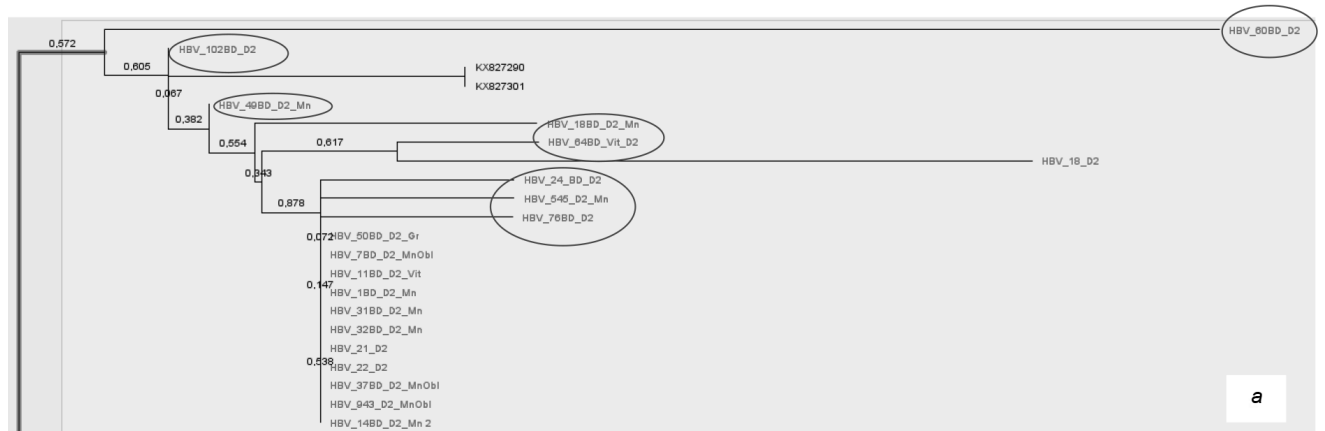 HBV_60BD_D2
0,572
HBV_102BD_D2
0,605
KX827290
KX827301
0,067
HBV_49BD_D2_Mn
0,382
HBV_18BD_D2_Mn
0,554
0,617
HBV_64BD_Vit_D2
HBV_18_D2
0,343
HBV_24_BD_D2
0,878
HBV_545_D2_Mn
HBV_76BD_D2
0,072
HBV_50BD_D2_Gr
HBV_7BD_D2_MnObl
HBV_11BD_D2_Vit
0,147
HBV_1BD_D2_Mn
HBV_31BD_D2_Mn
HBV_32BD_D2_Mn
HBV_21_D2
0,538
HBV_22_D2
HBV_37BD_D2_MnObl
HBV_943_D2_MnObl
HBV_14BD_D2_Mn 2
a